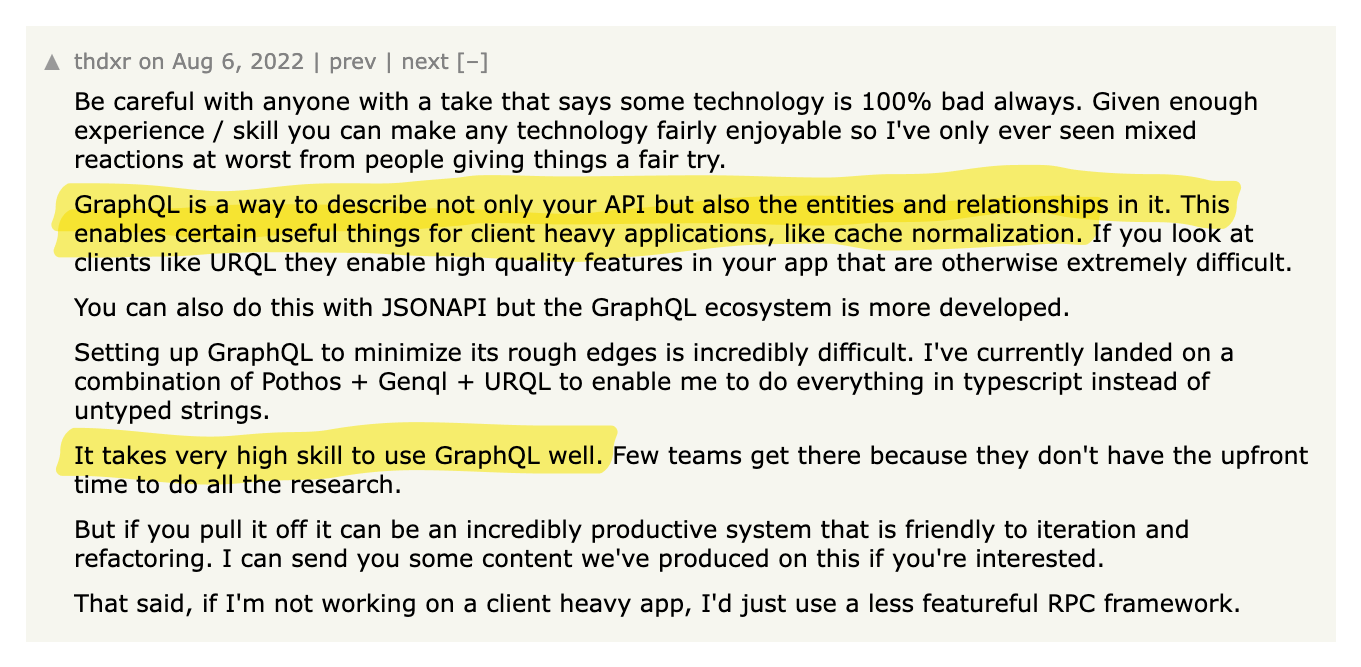 ▲ thdxr on Aug 6, 2022 | prev | next [–]
Be careful with anyone with a take that says some technology is 100% bad always. Given enough
experience / skill you can make any technology fairly enjoyable so I've only ever seen mixed
reactions at worst from people giving things a fair try.
GraphQL is a way to describe not only your API but also the entities and relationships in it. This
enables certain useful things for client heavy applications, like cache normalization. If you look at
clients like URQL they enable high quality features in your app that are otherwise extremely difficult.
You can also do this with JSONAPI but the GraphQL ecosystem is more developed.
Setting up GraphQL to minimize its rough edges is incredibly difficult. I've currently landed on a
combination of Pothos + Genql + URQL to enable me to do everything in typescript instead of
untyped strings.
It takes very high skill to use GraphQL well. Few teams get there because they don't have the upfront
time to do all the research.
But if you pull it off it can be an incredibly productive system that is friendly to iteration and
refactoring. I can send you some content we've produced on this if you're interested.
That said, if I'm not working on a client heavy app, I'd just use a less featureful RPC framework.